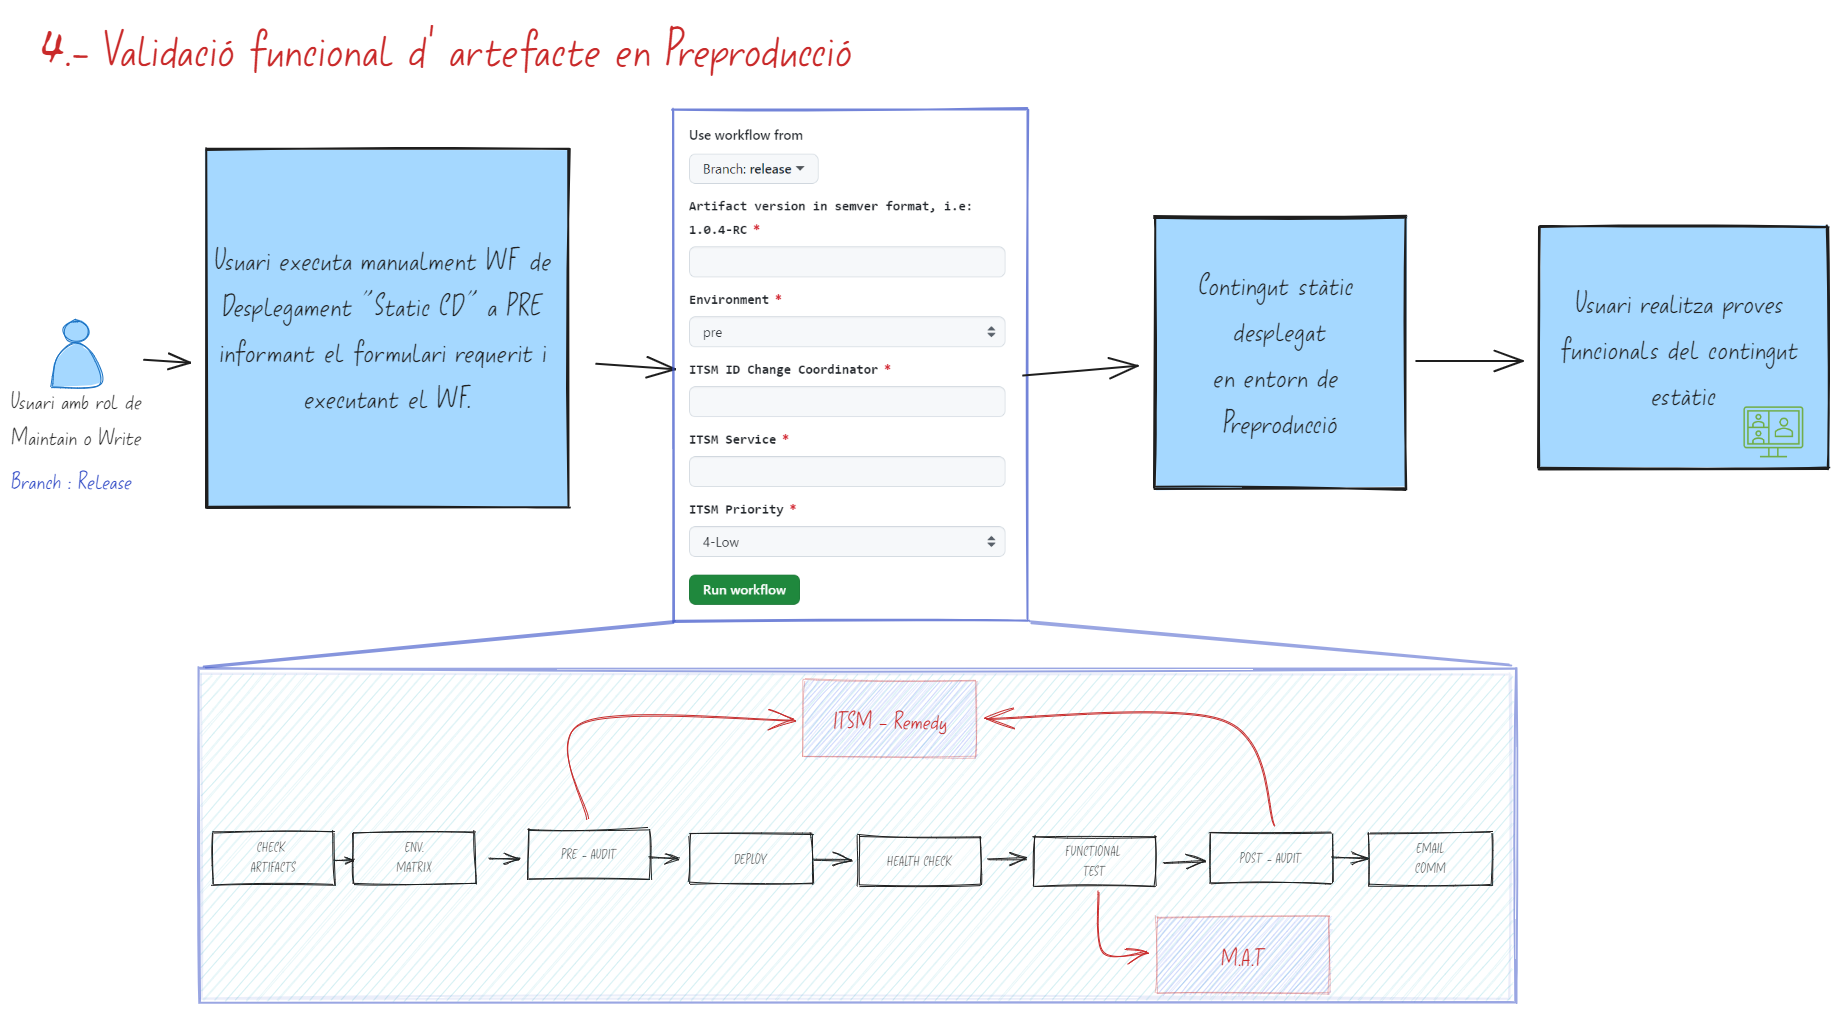 4.- Validació funcional d' artefacte en Preproducció
Usuari amb rol de
Maintain o Write
Branch : Release
Usuari executa manualment WF de
Desplegament "Static CD" a PRE
informant el formulari requerit i
executant el WF.
Use workflow from
Branch: release
Artifact version in semver format, i.e:
1.0.4-RC *
Environment *
pre
ITSM ID Change Coordinator *
ITSM Service *
ITSM Priority *
4-Low
Run workflow
Contingut stàtic
desplegat
en entorn de
Preproducció
Usuari realitza proves
funcionals del contingut
estàtic
ITSM - Remedy
CHECK
ARTIFACTS
ENV.
MATRIX
PRE - AUDIT
DEPLOY
HEALTH CHECK
FUNCTIONAL
TEST
POST - AUDIT
EMAIL
COMM
M.A.T